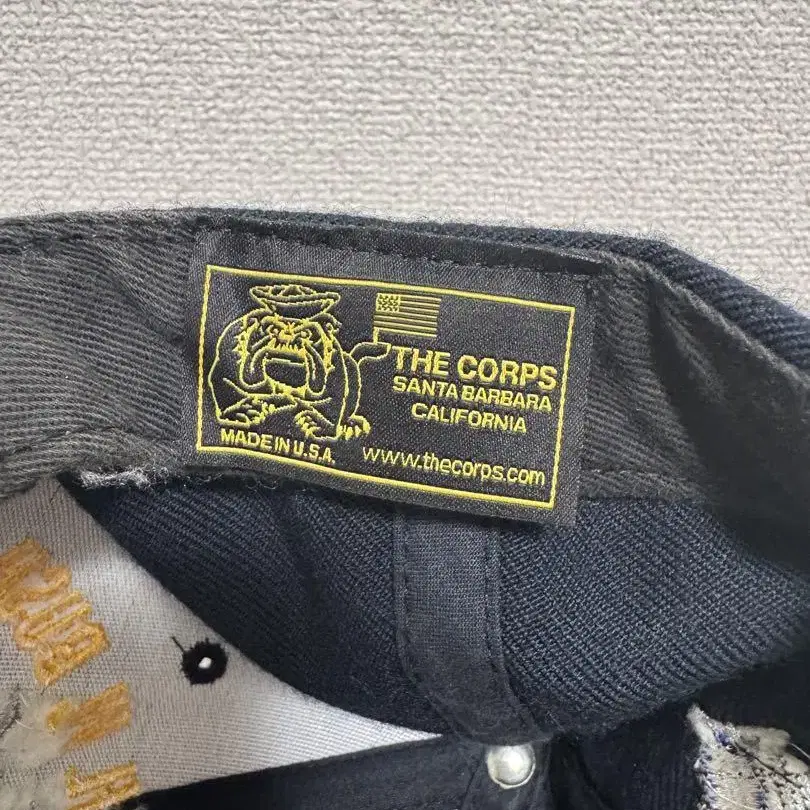 THE CORPS
SANTA BARBARA
CALIFORNIA
MADE IN U.S.A.
www.thecorps.com